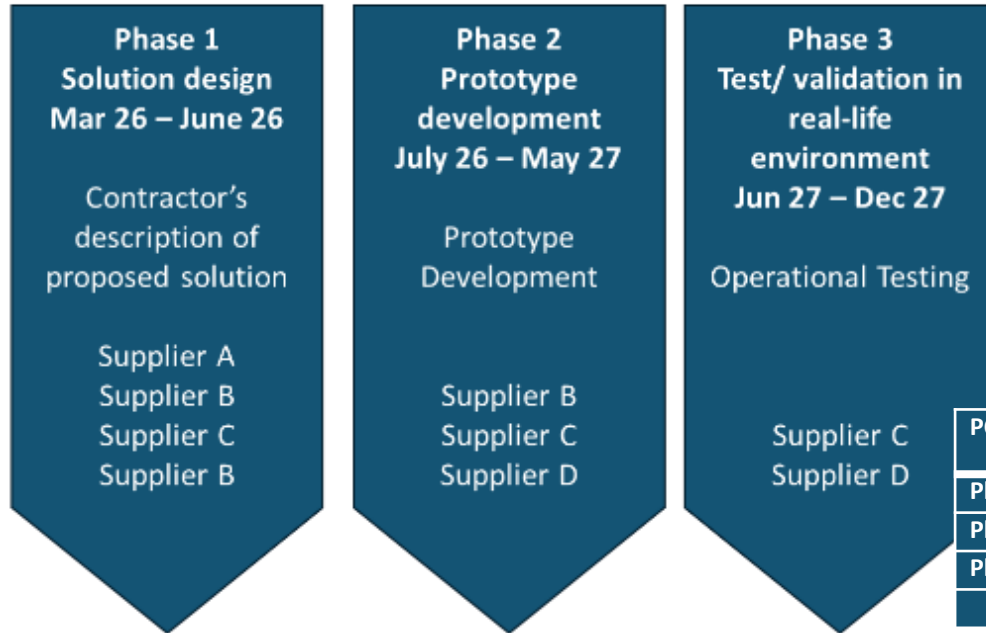 Phase 1
Solution design
Mar 26 – June 26
Contractor's
description of
proposed solution
Supplier A
Supplier B
Supplier C
Supplier B
Phase 2
Prototype
development
July 26 – May 27
Prototype
Development
Supplier B
Supplier C
Supplier D
Phase 3
Test/ validation in
real-life
environment
Jun 27 – Dec 27
Operational Testing
Supplier C
Supplier D